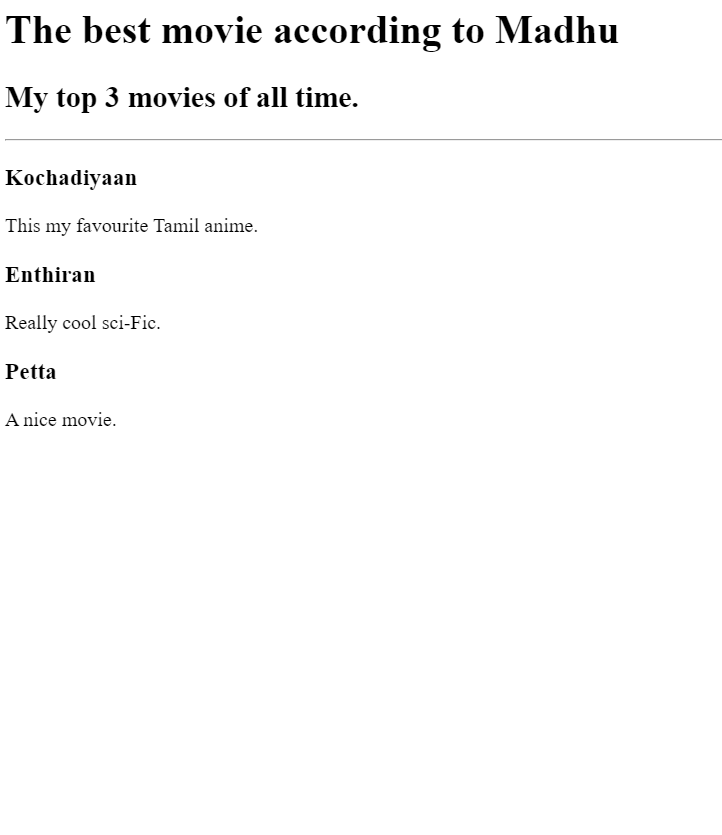 The best movie according to Madhu
My top 3 movies of all time.
Kochadiyaan
This my favourite Tamil anime.
Enthiran
Really cool sci-Fic.
Petta
A nice movie.